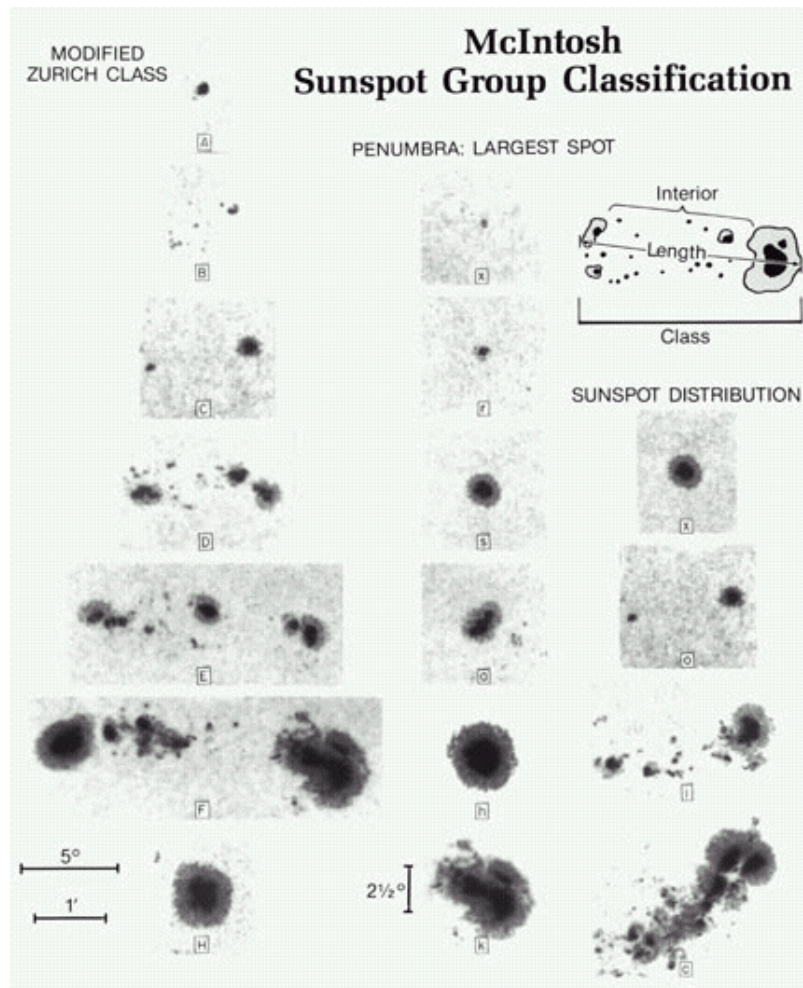 McIntosh
Sunspot Group Classification
MODIFIED
ZURICH CLASS
A
B
C
D
E
F
5°
1'
H
PENUMBRA: LARGEST SPOT
x
r
s
a
h
2½°
k
Interior
Length
Class
SUNSPOT DISTRIBUTION
x
o
i
c